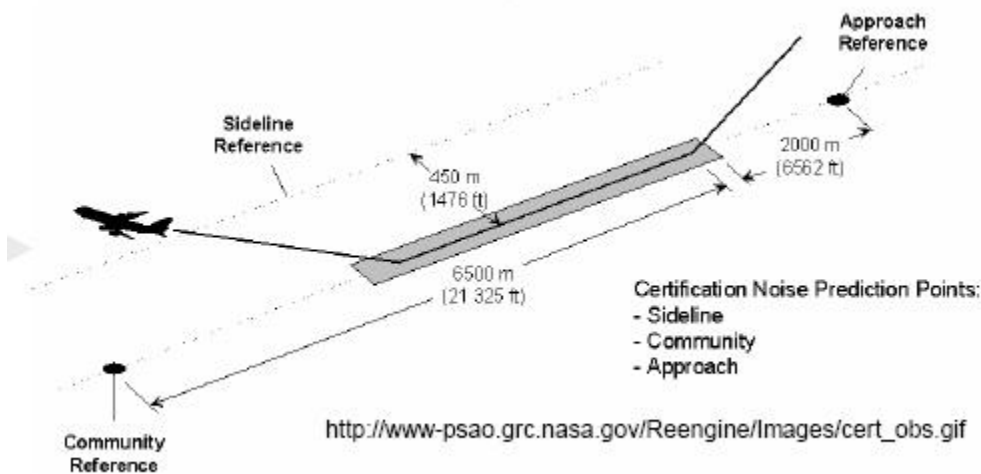 Approach
Reference
Sideline
Reference
450 m
(1476 ft)
2000 m
(6562 ft)
6500 m
(21 325 ft)
Certification Noise Prediction Points:
- Sideline
- Community
- Approach
Community
Reference
http://www-psao.grc.nasa.gov/Reengine/Images/cert_obs.gif